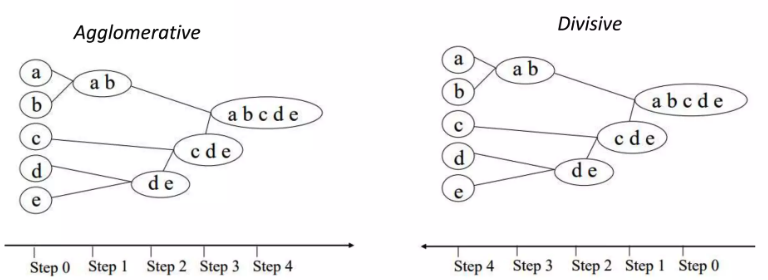 Agglomerative
a
b
c
d
e
a b
a b c d e
c d e
d e
Step 0 Step 1 Step 2 Step 3 Step 4
Divisive
a
b
c
d
e
a b
a b c d e
c d e
d e
Step 4 Step 3 Step 2 Step 1 Step 0